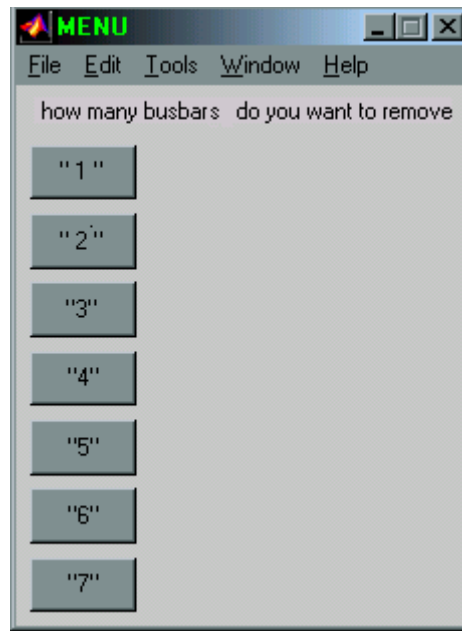 MENU
File Edit Tools Window Help
how many busbars do you want to remove
"1"
"2"
"3"
"4"
"5"
"6"
"7"